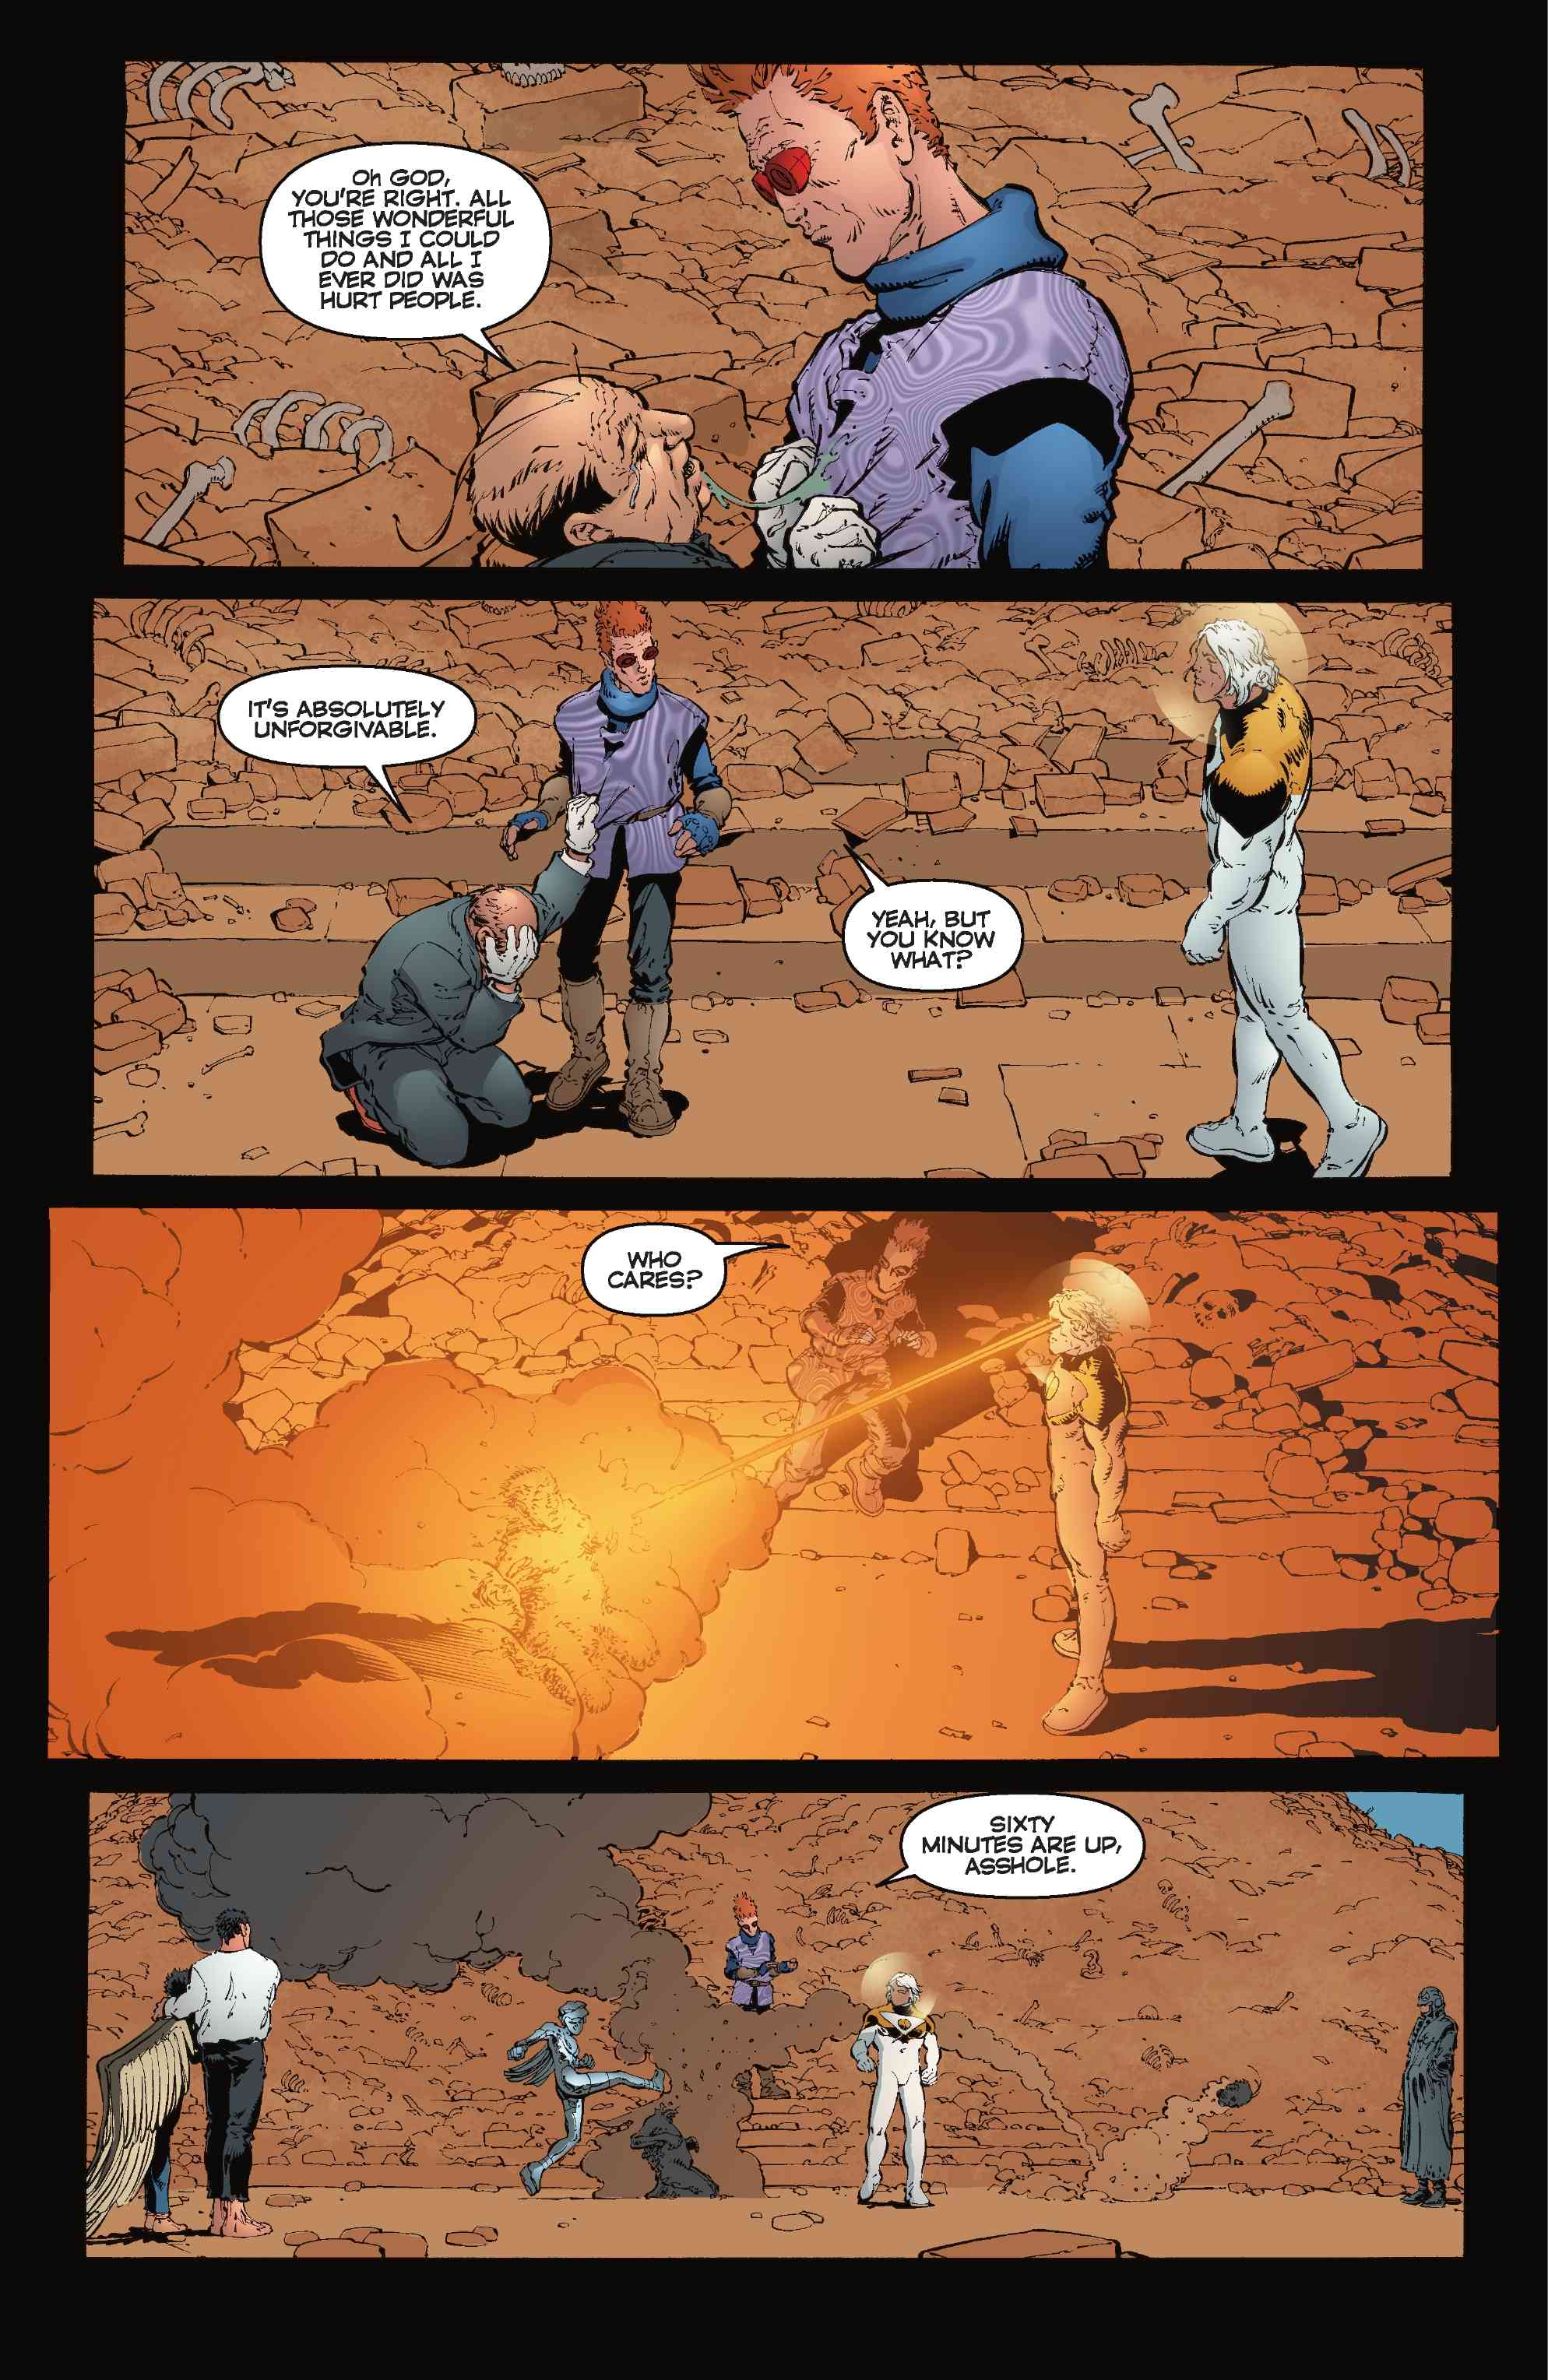 Oh GOD,
YOU'RE RIGHT. ALL
THOSE WONDERFUL
THINGS I COULD
DO AND ALL I
EVER DID WAS
HURT PEOPLE.
IT'S ABSOLUTELY
UNFORGIVABLE.
YEAH, BUT
YOU KNOW
WHAT?
WHO
CARES?
SIXTY
MINUTES ARE UP,
ASSHOLE.